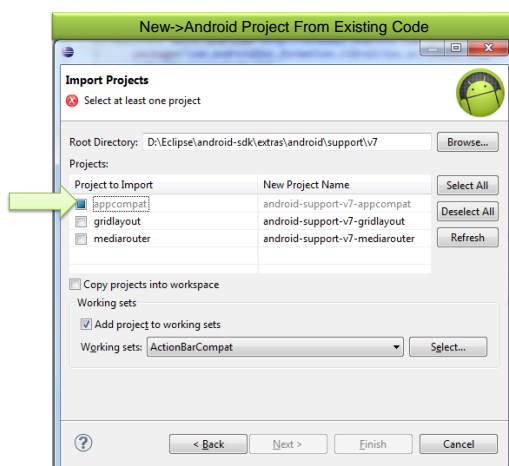 New->Android Project From Existing Code
Import Projects
Select at least one project
Root Directory: D:\Eclipse\android-sdk\extras\android\support\v7 Browse...
Projects:
Project to Import New Project Name Select All
appcompat android-support-v7-appcompat
Deselect All
gridlayout android-support-v7-gridlayout
mediarouter android-support-v7-mediarouter Refresh
Copy projects into workspace
Working sets
Add project to working sets
Working sets: ActionBarCompat Select...
? < Back Next > Finish Cancel